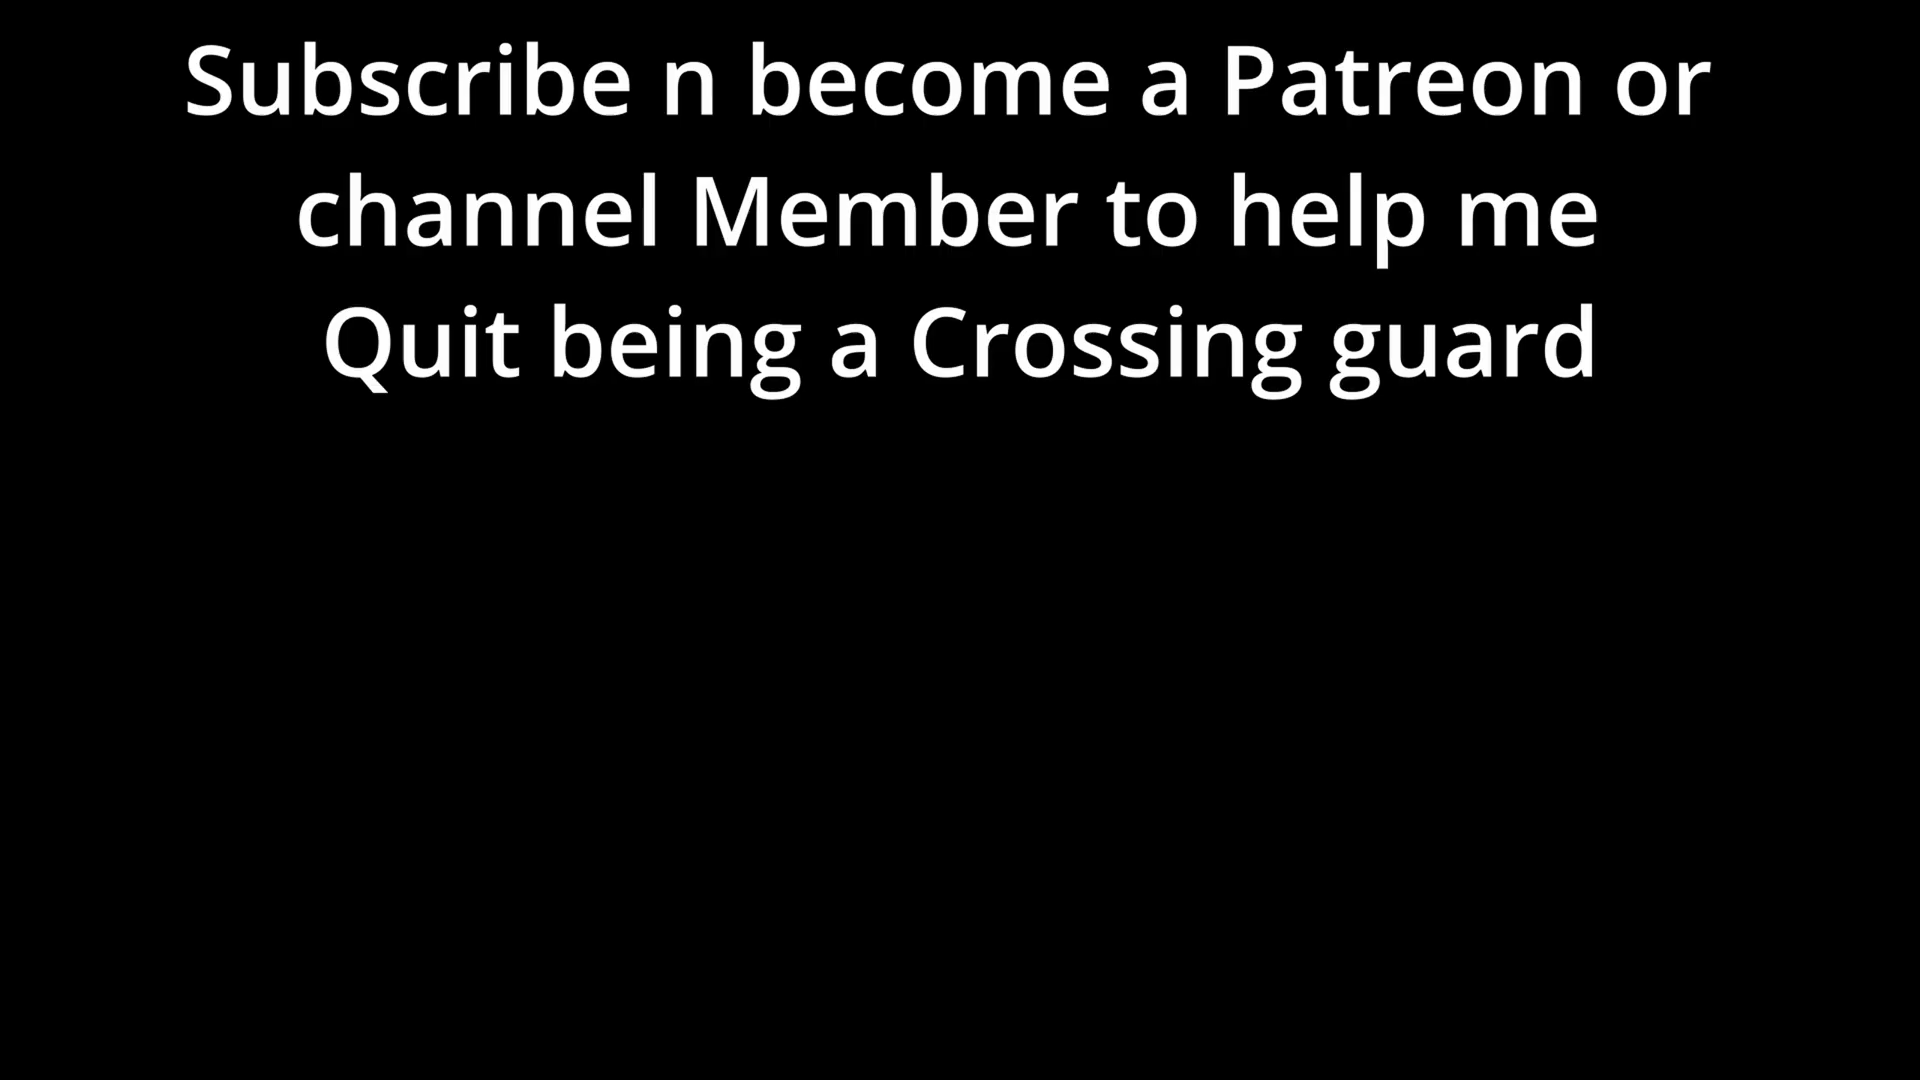 Subscribe n become a Patreon or
channel Member to help me
Quit being a Crossing guard